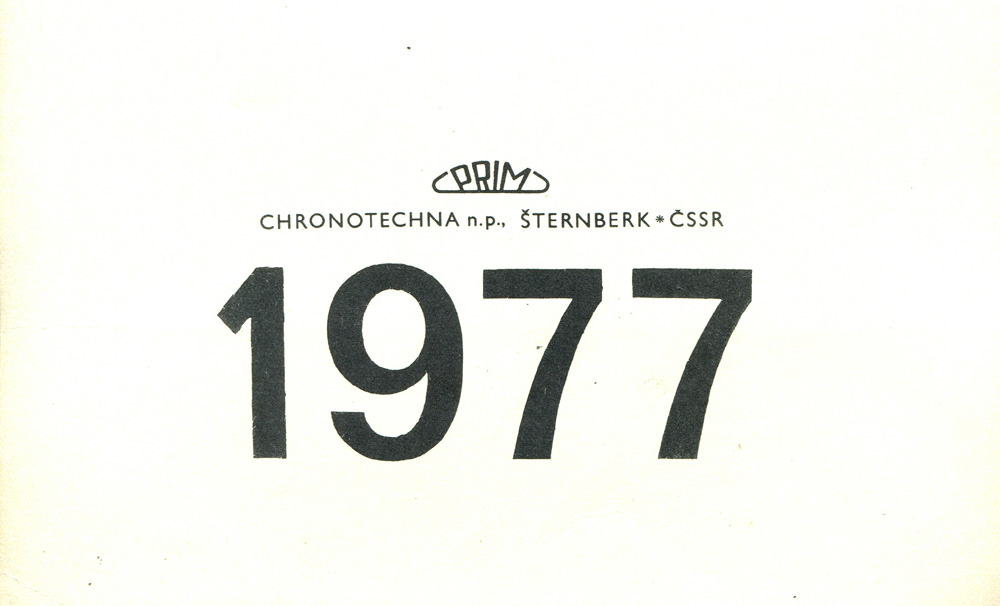 PRIM
CHRONOTECHNA n.p., ŠTERNBERK * ČSSR
1977